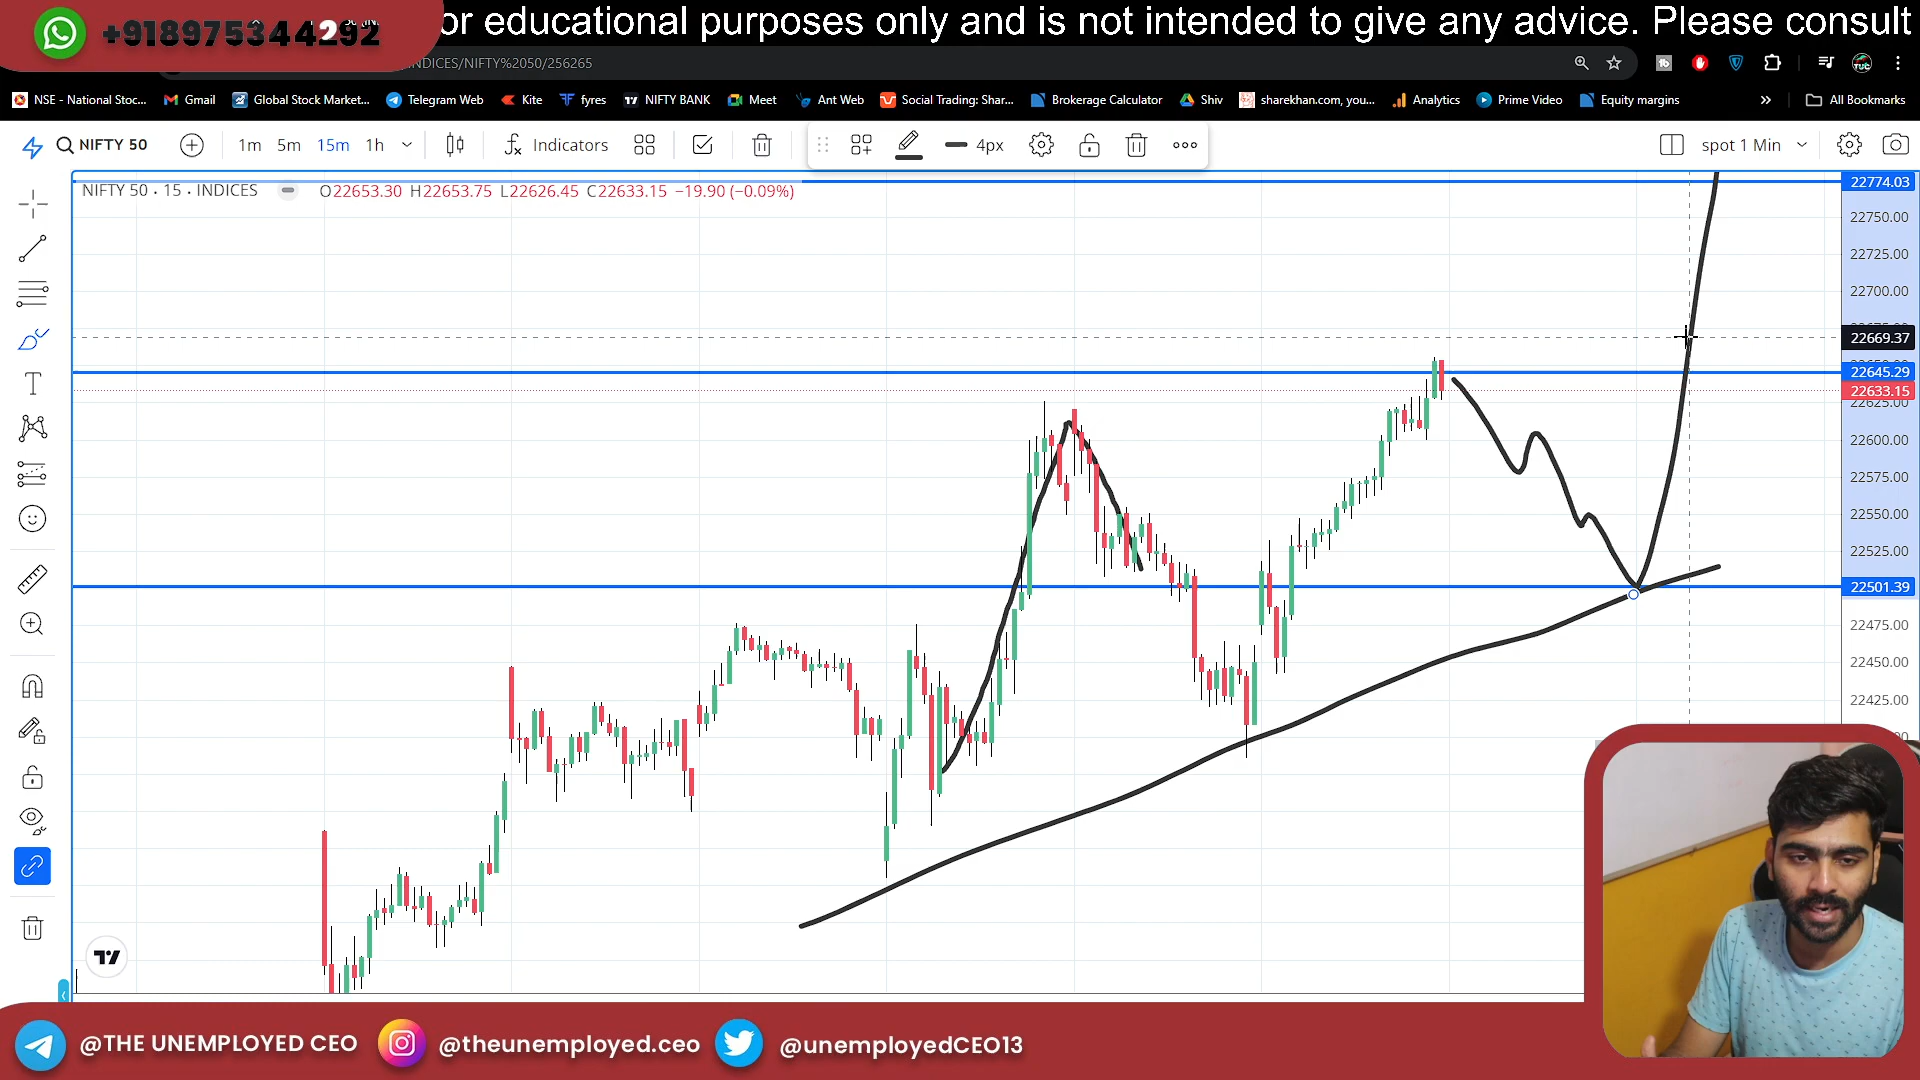 or educational purposes only and is not intended to give any advice. Please consult
+918975344292
NDICES/NIFTY%2050/256265
NSE - National Stoc...
Gmail
Global Stock Market...
Telegram Web
Kite
fyres
NIFTY BANK
Meet
Ant Web
Social Trading: Shar...
Brokerage Calculator
Shiv
sharekhan.com, you...
Analytics
Prime Video
Equity margins
All Bookmarks
NIFTY 50
1m
5m
15m
1h
Indicators
4px
spot 1 Min
NIFTY 50 · 15 · INDICES
O22653.30 H22653.75 L22626.45 C22633.15 −19.90 (−0.09%)
22774.03
22750.00
22725.00
22700.00
22669.37
22645.29
22633.15
22625.00
22600.00
22575.00
22550.00
22525.00
22501.39
22475.00
22450.00
22425.00
@THE UNEMPLOYED CEO
@theunemployed.ceo
@unemployedCEO13